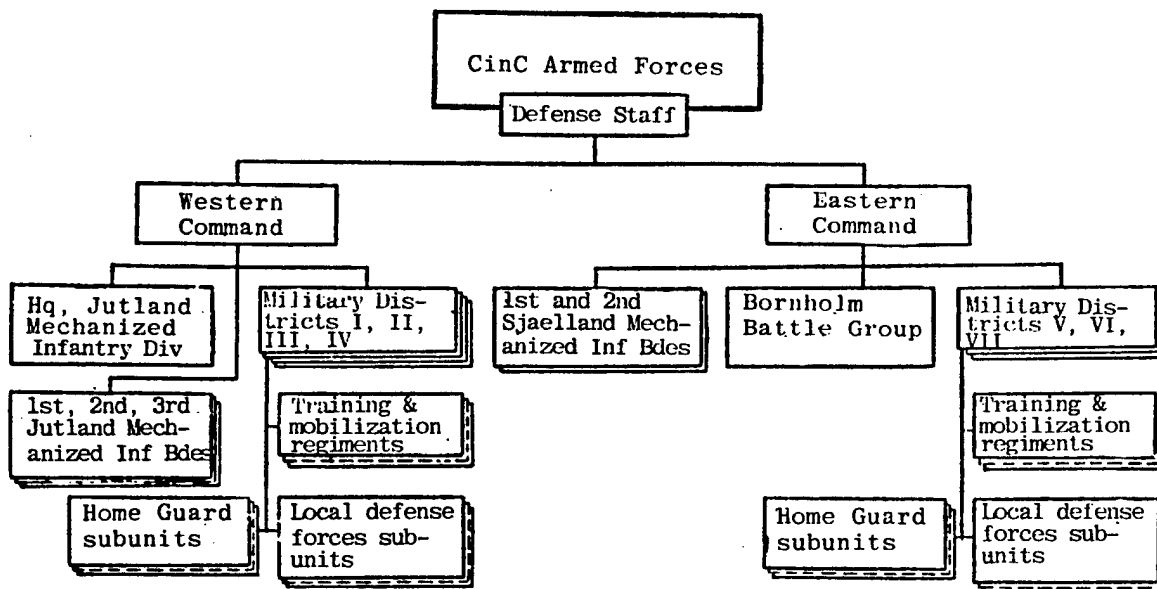 CinC Armed Forces
Defense Staff
Western
Command
Eastern
Command
Hq, Jutland
Mechanized
Infantry Div
Military Dis-
tricts I, II,
III, IV
1st and 2nd
Sjaelland Mech-
anized Inf Bdes
Bornholm
Battle Group
Military Dis-
tricts V, VI,
VII
1st, 2nd, 3rd
Jutland Mech-
anized Inf Bdes
Training &
mobilization
regiments
Training &
mobilization
regiments
Home Guard
subunits
Local defense
forces sub-
units
Home Guard
subunits
Local defense
forces sub-
units